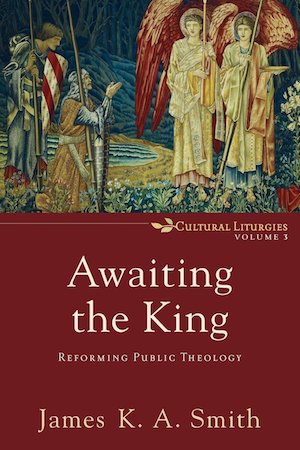 Cultural Liturgies
Volume 3
Awaiting
the King
Reforming Public Theology
James K. A. Smith